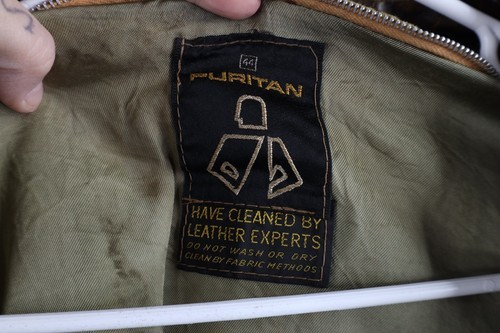 44
PURITAN
HAVE CLEANED BY
LEATHER EXPERTS
DO NOT WASH OR DRY
CLEAN BY FABRIC METHODS